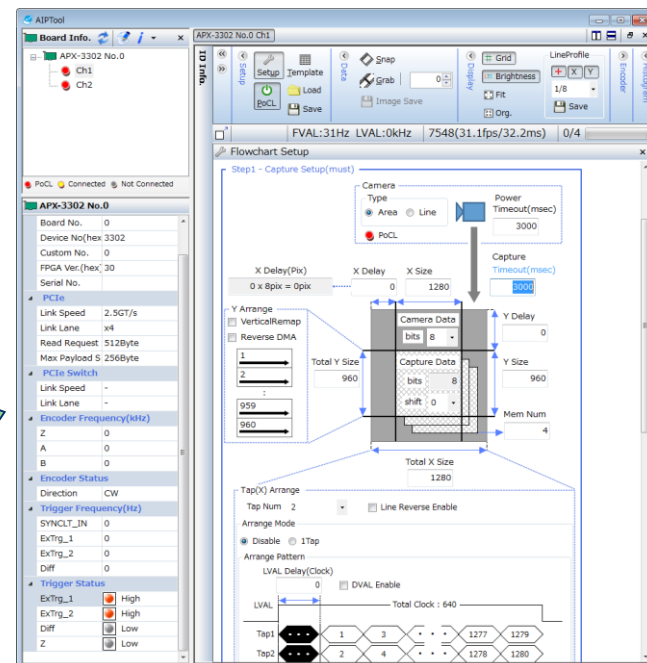 AIPTool
Board Info.
APX-3302 No.0
Ch1
Ch2
PoCL Connected Not Connected
APX-3302 No.0
Board No. 0
Device No(hex 3302
Custom No. 0
FPGA Ver.(hex) 30
Serial No.
PCIe
Link Speed 2.5GT/s
Link Lane x4
Read Request 512Byte
Max Payload S 256Byte
PCIe Switch
Link Speed -
Link Lane -
Encoder Frequency(kHz)
Z 0
A 0
B 0
Encoder Status
Direction CW
Trigger Frequency(Hz)
SYNCLT_IN 0
ExTrg_1 0
ExTrg_2 0
Diff 0
Trigger Status
ExTrg_1 High
ExTrg_2 High
Diff Low
Z Low
APX-3302 No.0 Ch1
ID Info.
Setup
Setup Template
PoCL Load
Save
Data
Snap
Grab 0
Image Save
Display
Grid
Brightness
Fit
Org.
LineProfile
+ X Y
1/8
Save
Encoder
FVAL:31Hz LVAL:0kHz 7548(31.1fps/32.2ms) 0/4
Flowchart Setup
Step1 - Capture Setup(must)
Camera
Type
Area Line
PoCL
Power
Timeout(msec)
3000
Capture
Timeout(msec)
3000
X Delay(Pix) X Delay X Size
0 x 8pix = 0pix 0 1280
Y Arrange
VerticalRemap
Reverse DMA
1
2
:
959
960
Total Y Size
960
Camera Data
bits 8
Capture Data
bits 8
shift 0
Y Delay
0
Y Size
960
Mem Num
4
Total X Size
1280
Tap(X) Arrange
Tap Num 2 Line Reverse Enable
Arrange Mode
Disable 1Tap
Arrange Pattern
LVAL Delay(Clock)
0 DVAL Enable
LVAL Total Clock : 640
Tap1 • • • 1 3 • • • 1277 1279
Tap2 • • • 2 4 • • • 1278 1280